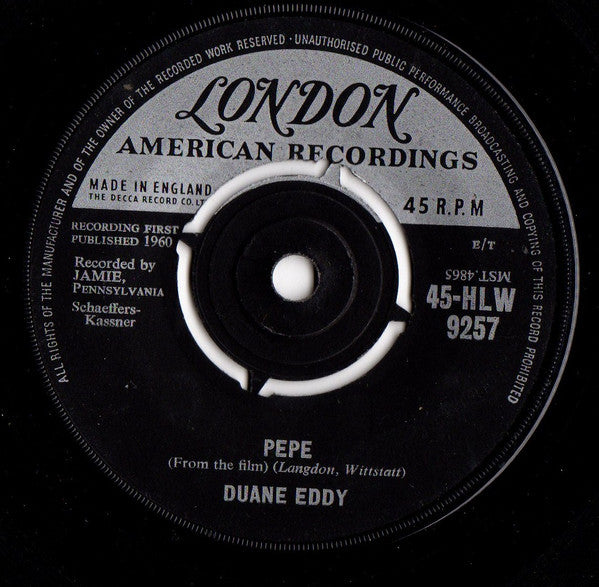 ALL RIGHTS OF THE MANUFACTURER AND OF THE OWNER OF THE RECORDED WORK RESERVED · UNAUTHORISED PUBLIC PERFORMANCE BROADCASTING AND COPYING OF THIS RECORD PROHIBITED
LONDON
AMERICAN RECORDINGS
MADE IN ENGLAND
THE DECCA RECORD CO. LT
45 R.P.M
RECORDING FIRST
PUBLISHED 1960
E/T
Recorded by
JAMIE,
PENNSYLVANIA
MST.4865
Schaeffers-
Kassner
45-HLW
9257
PEPE
(From the film) (Langdon, Wittstatt)
DUANE EDDY